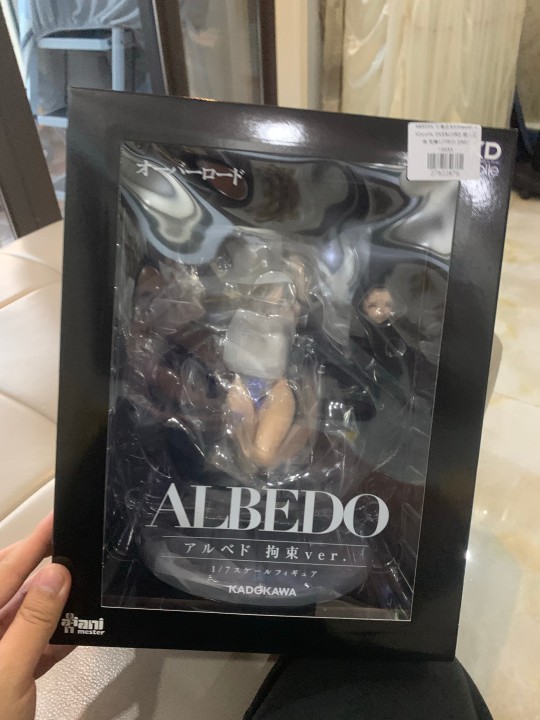 オーバーロード
ALBEDO
アルベド 拘束ver.
1/7スケールフィギュア
KADOKAWA
ani
mester